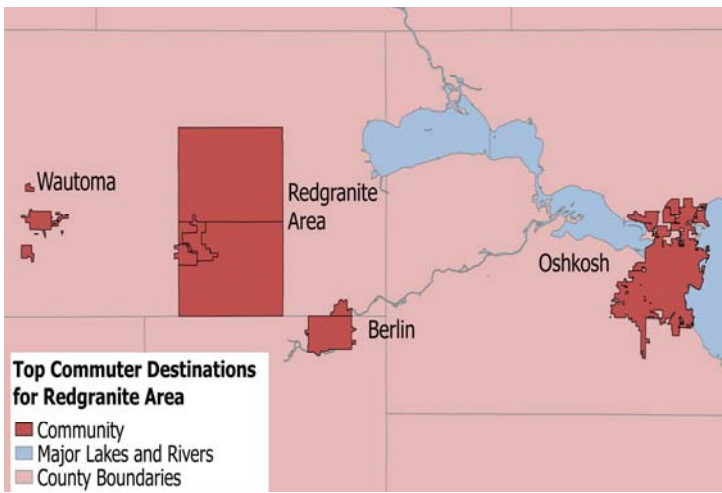 Wautoma
Redgranite
Area
Oshkosh
Berlin
Top Commuter Destinations
for Redgranite Area
Community
Major Lakes and Rivers
County Boundaries